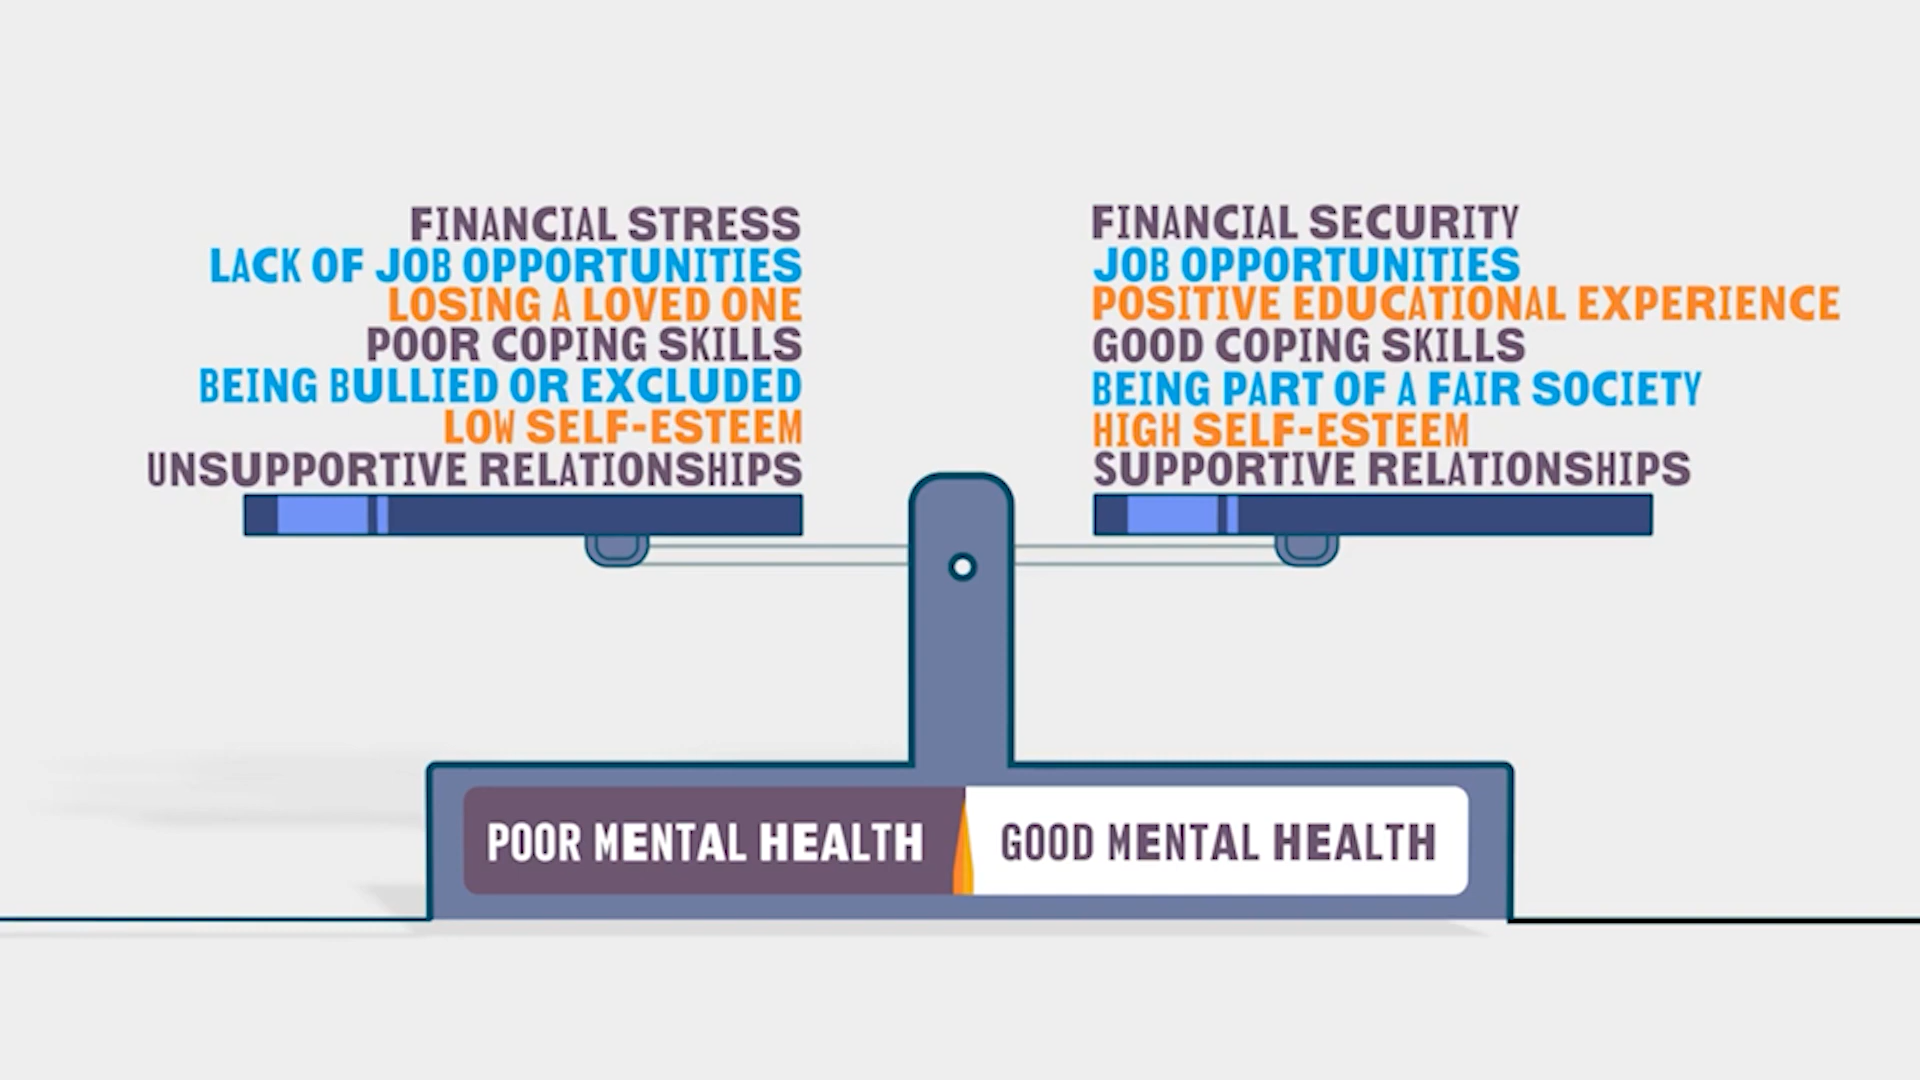 FINANCIAL STRESS
LACK OF JOB OPPORTUNITIES
LOSING A LOVED ONE
POOR COPING SKILLS
BEING BULLIED OR EXCLUDED
LOW SELF-ESTEEM
UNSUPPORTIVE RELATIONSHIPS
FINANCIAL SECURITY
JOB OPPORTUNITIES
POSITIVE EDUCATIONAL EXPERIENCE
GOOD COPING SKILLS
BEING PART OF A FAIR SOCIETY
HIGH SELF-ESTEEM
SUPPORTIVE RELATIONSHIPS
POOR MENTAL HEALTH
GOOD MENTAL HEALTH